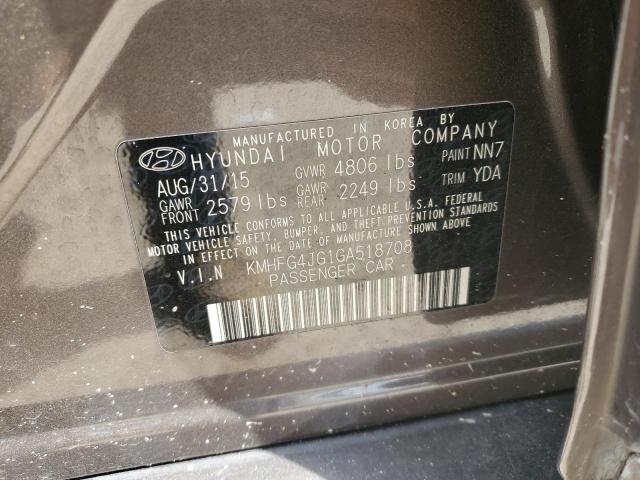 MANUFACTURED IN KOREA BY
HYUNDAI MOTOR COMPANY
AUG/31/15 GVWR 4806 lbs PAINT NN7
GAWR FRONT 2579 lbs GAWR REAR 2249 lbs TRIM YDA
THIS VEHICLE CONFORMS TO ALL APPLICABLE U.S.A. FEDERAL
MOTOR VEHICLE SAFETY, BUMPER, AND THEFT PREVENTION STANDARDS
IN EFFECT ON THE DATE OF MANUFACTURE SHOWN ABOVE.
V.I.N KMHFG4JG1GA518708
PASSENGER CAR